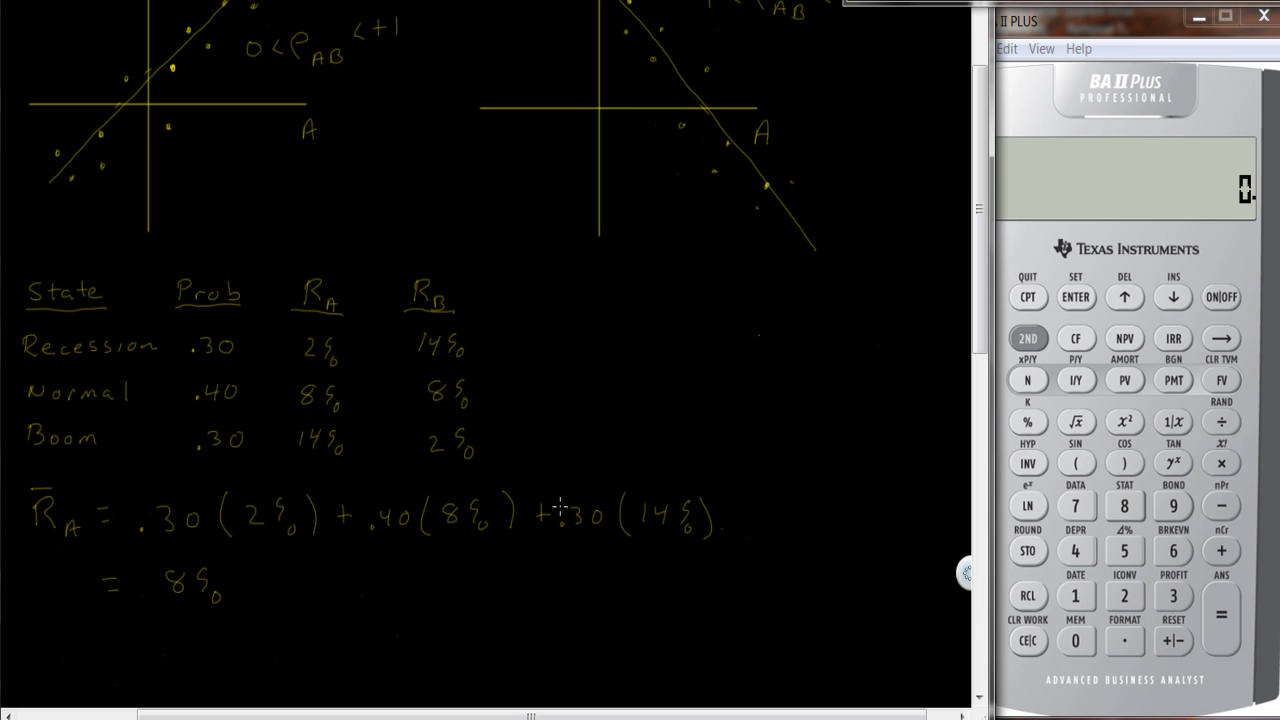 0 < ρAB < +1
AB
A
A
State Prob RA RB
Recession .30 2% 14%
Normal .40 8% 8%
Boom .30 14% 2%
R̄A = .30 (2%) + .40 (8%) + .30 (14%)
= 8%
II PLUS
Edit View Help
BA II PLUS
PROFESSIONAL
0.
TEXAS INSTRUMENTS
QUIT SET DEL INS
CPT ENTER ↑ ↓ ON|OFF
2ND CF NPV IRR →
xP/Y P/Y AMORT BGN CLR TVM
N I/Y PV PMT FV
K RAND
% √x x² 1/x ÷
HYP SIN COS TAN x!
INV ( ) yˣ ×
eˣ DATA STAT BOND nPr
LN 7 8 9 −
ROUND DEPR Δ% BRKEVN nCr
STO 4 5 6 +
DATE ICONV PROFIT ANS
RCL 1 2 3 =
CLR WORK MEM FORMAT RESET
CE|C 0 . +|−
ADVANCED BUSINESS ANALYST